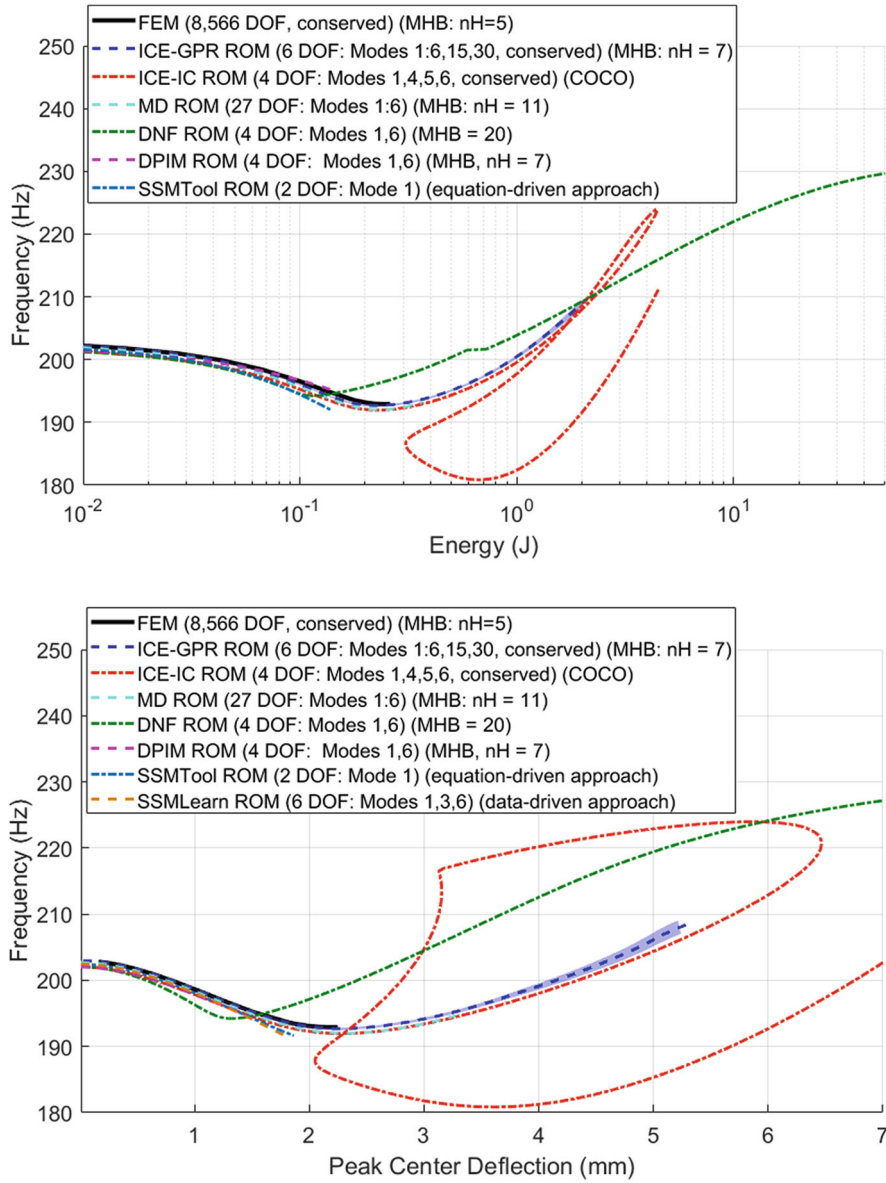 FEM (8,566 DOF, conserved) (MHB: nH=5)
ICE-GPR ROM (6 DOF: Modes 1:6,15,30, conserved) (MHB: nH = 7)
ICE-IC ROM (4 DOF: Modes 1,4,5,6, conserved) (COCO)
MD ROM (27 DOF: Modes 1:6) (MHB: nH = 11)
DNF ROM (4 DOF: Modes 1,6) (MHB = 20)
DPIM ROM (4 DOF:  Modes 1,6) (MHB, nH = 7)
SSMTool ROM (2 DOF: Mode 1) (equation-driven approach)
250
240
230
220
210
200
190
180
Frequency (Hz)
10-2
10-1
100
101
Energy (J)
FEM (8,566 DOF, conserved) (MHB: nH=5)
ICE-GPR ROM (6 DOF: Modes 1:6,15,30, conserved) (MHB: nH = 7)
ICE-IC ROM (4 DOF: Modes 1,4,5,6, conserved) (COCO)
MD ROM (27 DOF: Modes 1:6) (MHB: nH = 11)
DNF ROM (4 DOF: Modes 1,6) (MHB = 20)
DPIM ROM (4 DOF:  Modes 1,6) (MHB, nH = 7)
SSMTool ROM (2 DOF: Mode 1) (equation-driven approach)
SSMLearn ROM (6 DOF: Modes 1,3,6) (data-driven approach)
250
240
230
220
210
200
190
180
Frequency (Hz)
1
2
3
4
5
6
7
Peak Center Deflection (mm)